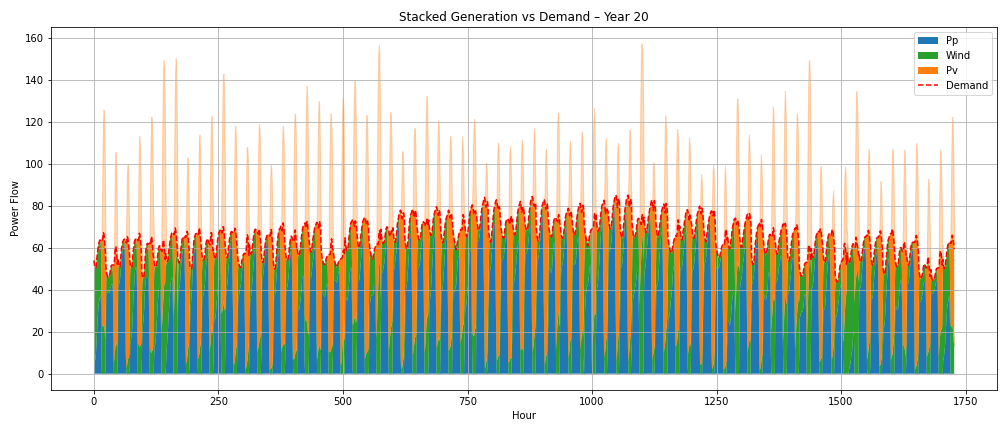 Stacked Generation vs Demand – Year 20
Power Flow
160
140
120
100
80
60
40
20
0
Pp
Wind
Pv
Demand
0 250 500 750 1000 1250 1500 1750
Hour